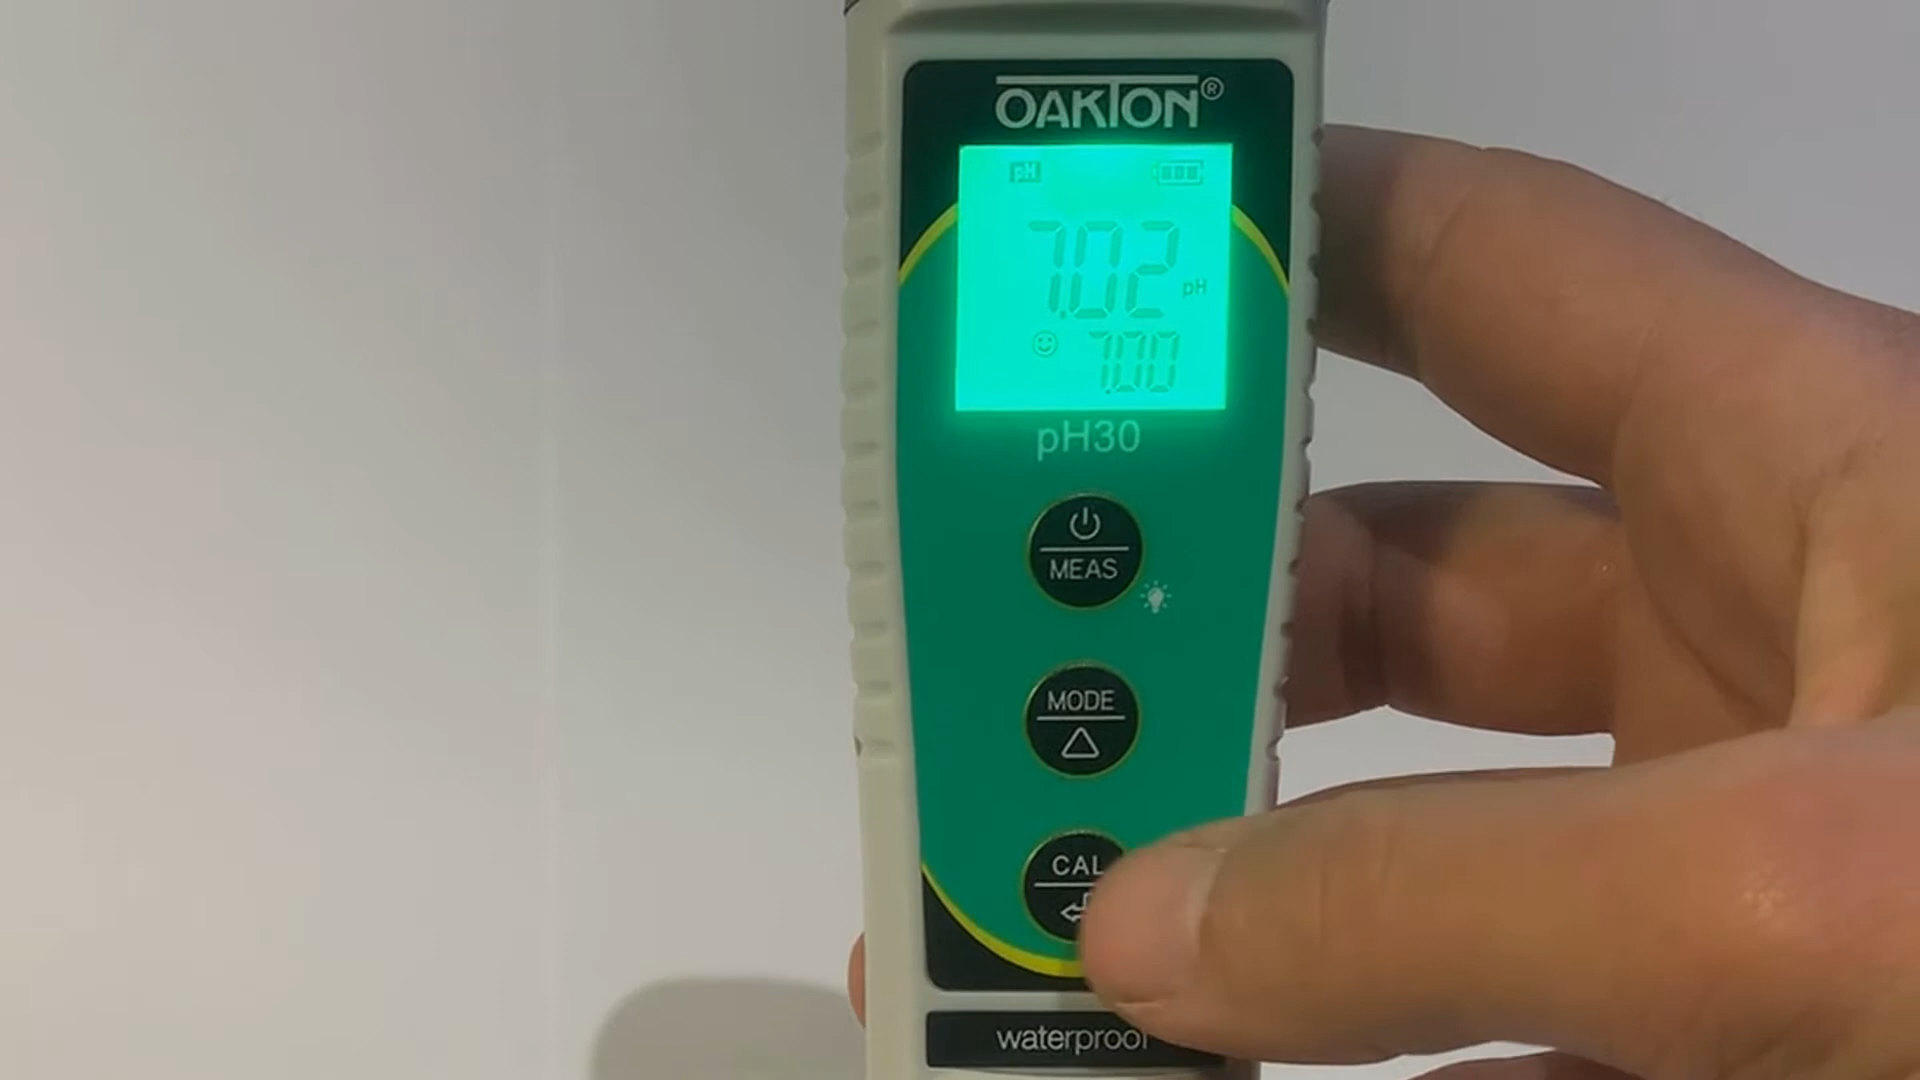 OAKTON®
pH
7.02 pH
7.00
pH30
MEAS
MODE
CAL
waterproof